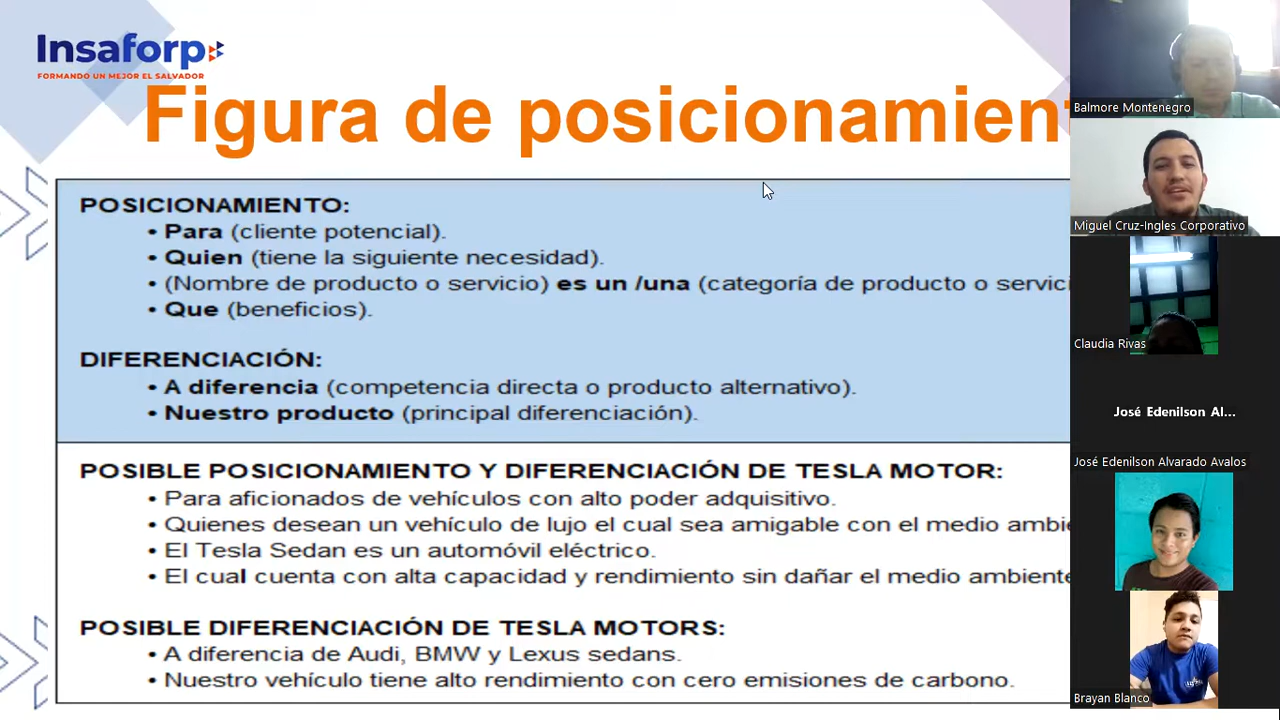 Insaforp
FORMANDO UN MEJOR EL SALVADOR
Figura de posicionamien
POSICIONAMIENTO:
• Para (cliente potencial).
• Quien (tiene la siguiente necesidad).
• (Nombre de producto o servicio) es un /una (categoría de producto o servici
• Que (beneficios).
DIFERENCIACIÓN:
• A diferencia (competencia directa o producto alternativo).
• Nuestro producto (principal diferenciación).
POSIBLE POSICIONAMIENTO Y DIFERENCIACIÓN DE TESLA MOTOR:
• Para aficionados de vehículos con alto poder adquisitivo.
• Quienes desean un vehículo de lujo el cual sea amigable con el medio ambie
• El Tesla Sedan es un automóvil eléctrico.
• El cual cuenta con alta capacidad y rendimiento sin dañar el medio ambiente
POSIBLE DIFERENCIACIÓN DE TESLA MOTORS:
• A diferencia de Audi, BMW y Lexus sedans.
• Nuestro vehículo tiene alto rendimiento con cero emisiones de carbono.
Balmore Montenegro
Miguel Cruz-Ingles Corporativo
Claudia Rivas
José Edenilson Al...
José Edenilson Alvarado Avalos
Brayan Blanco